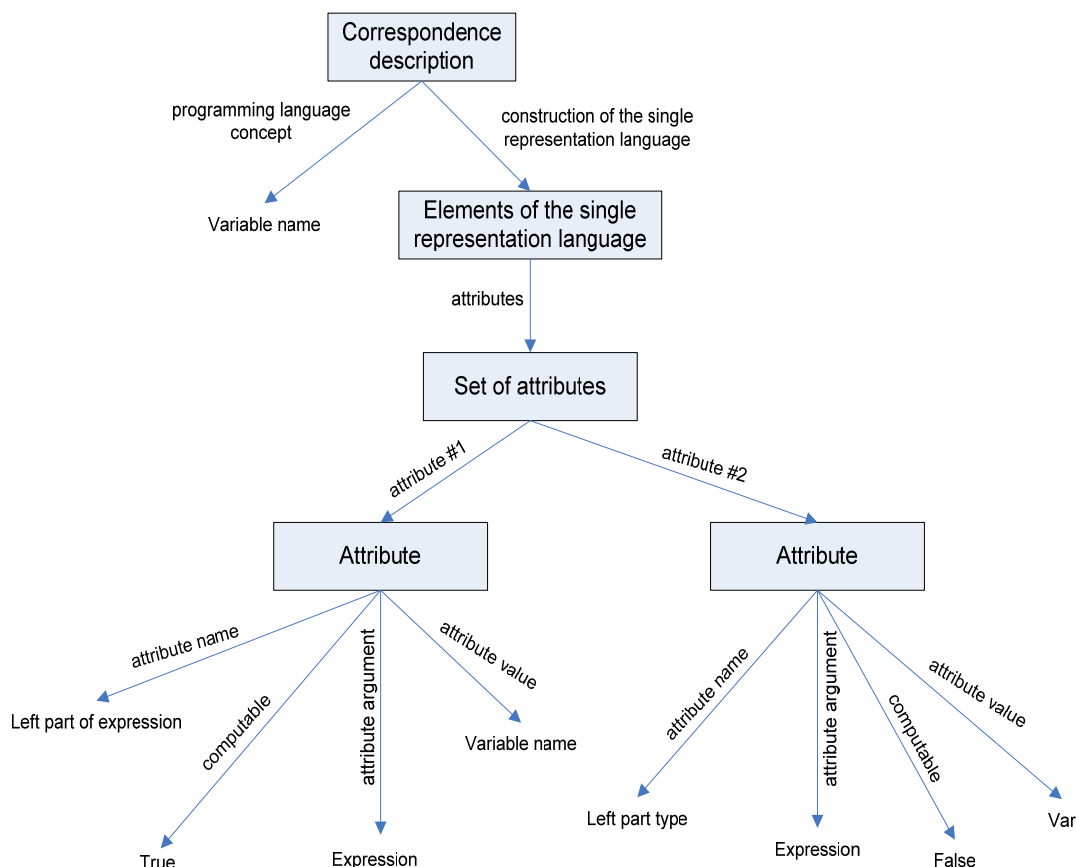 Correspondence
description
programming language
concept
construction of the single
representation language
Variable name
Elements of the single
representation language
attributes
Set of attributes
attribute #1
attribute #2
Attribute
Attribute
attribute name
computable
attribute argument
attribute value
attribute name
attribute argument
computable
attribute value
Left part of expression
Variable name
Left part type
Var
True
Expression
Expression
False